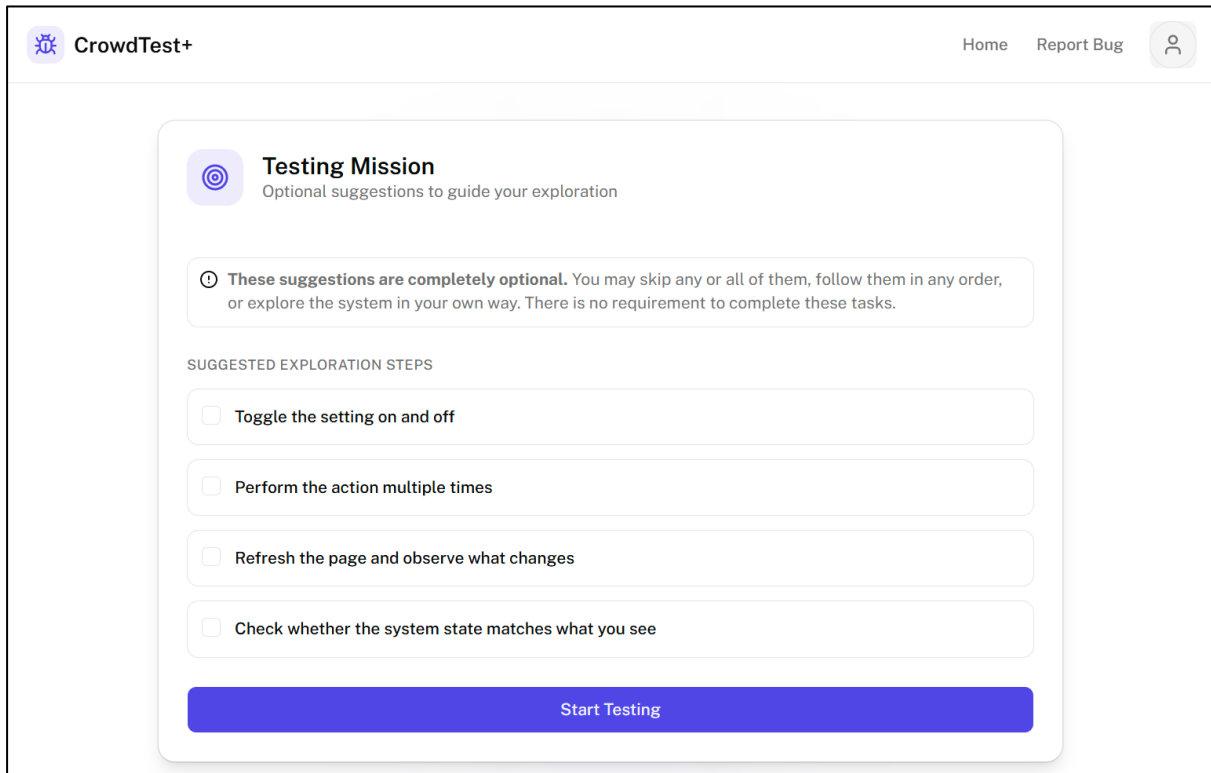 CrowdTest+
Home
Report Bug
Testing Mission
Optional suggestions to guide your exploration
These suggestions are completely optional. You may skip any or all of them, follow them in any order,
or explore the system in your own way. There is no requirement to complete these tasks.
SUGGESTED EXPLORATION STEPS
Toggle the setting on and off
Perform the action multiple times
Refresh the page and observe what changes
Check whether the system state matches what you see
Start Testing